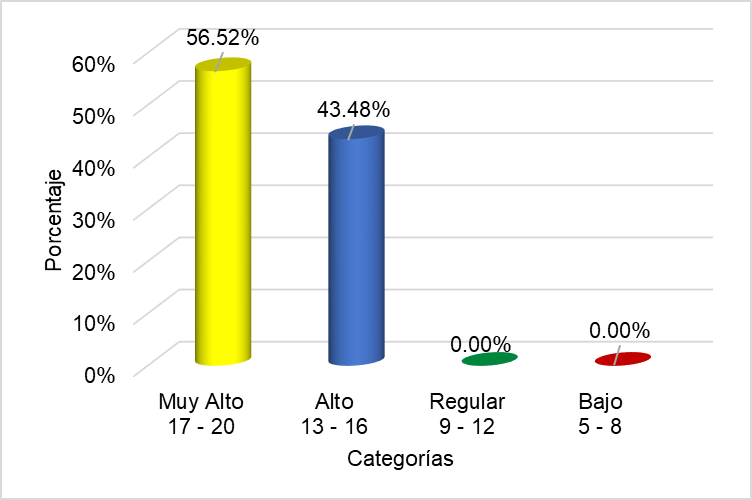 56.52%
43.48%
0.00%
0.00%
60%
50%
40%
30%
20%
10%
0%
Porcentaje
Muy Alto
17 - 20
Alto
13 - 16
Regular
9 - 12
Bajo
5 - 8
Categorías